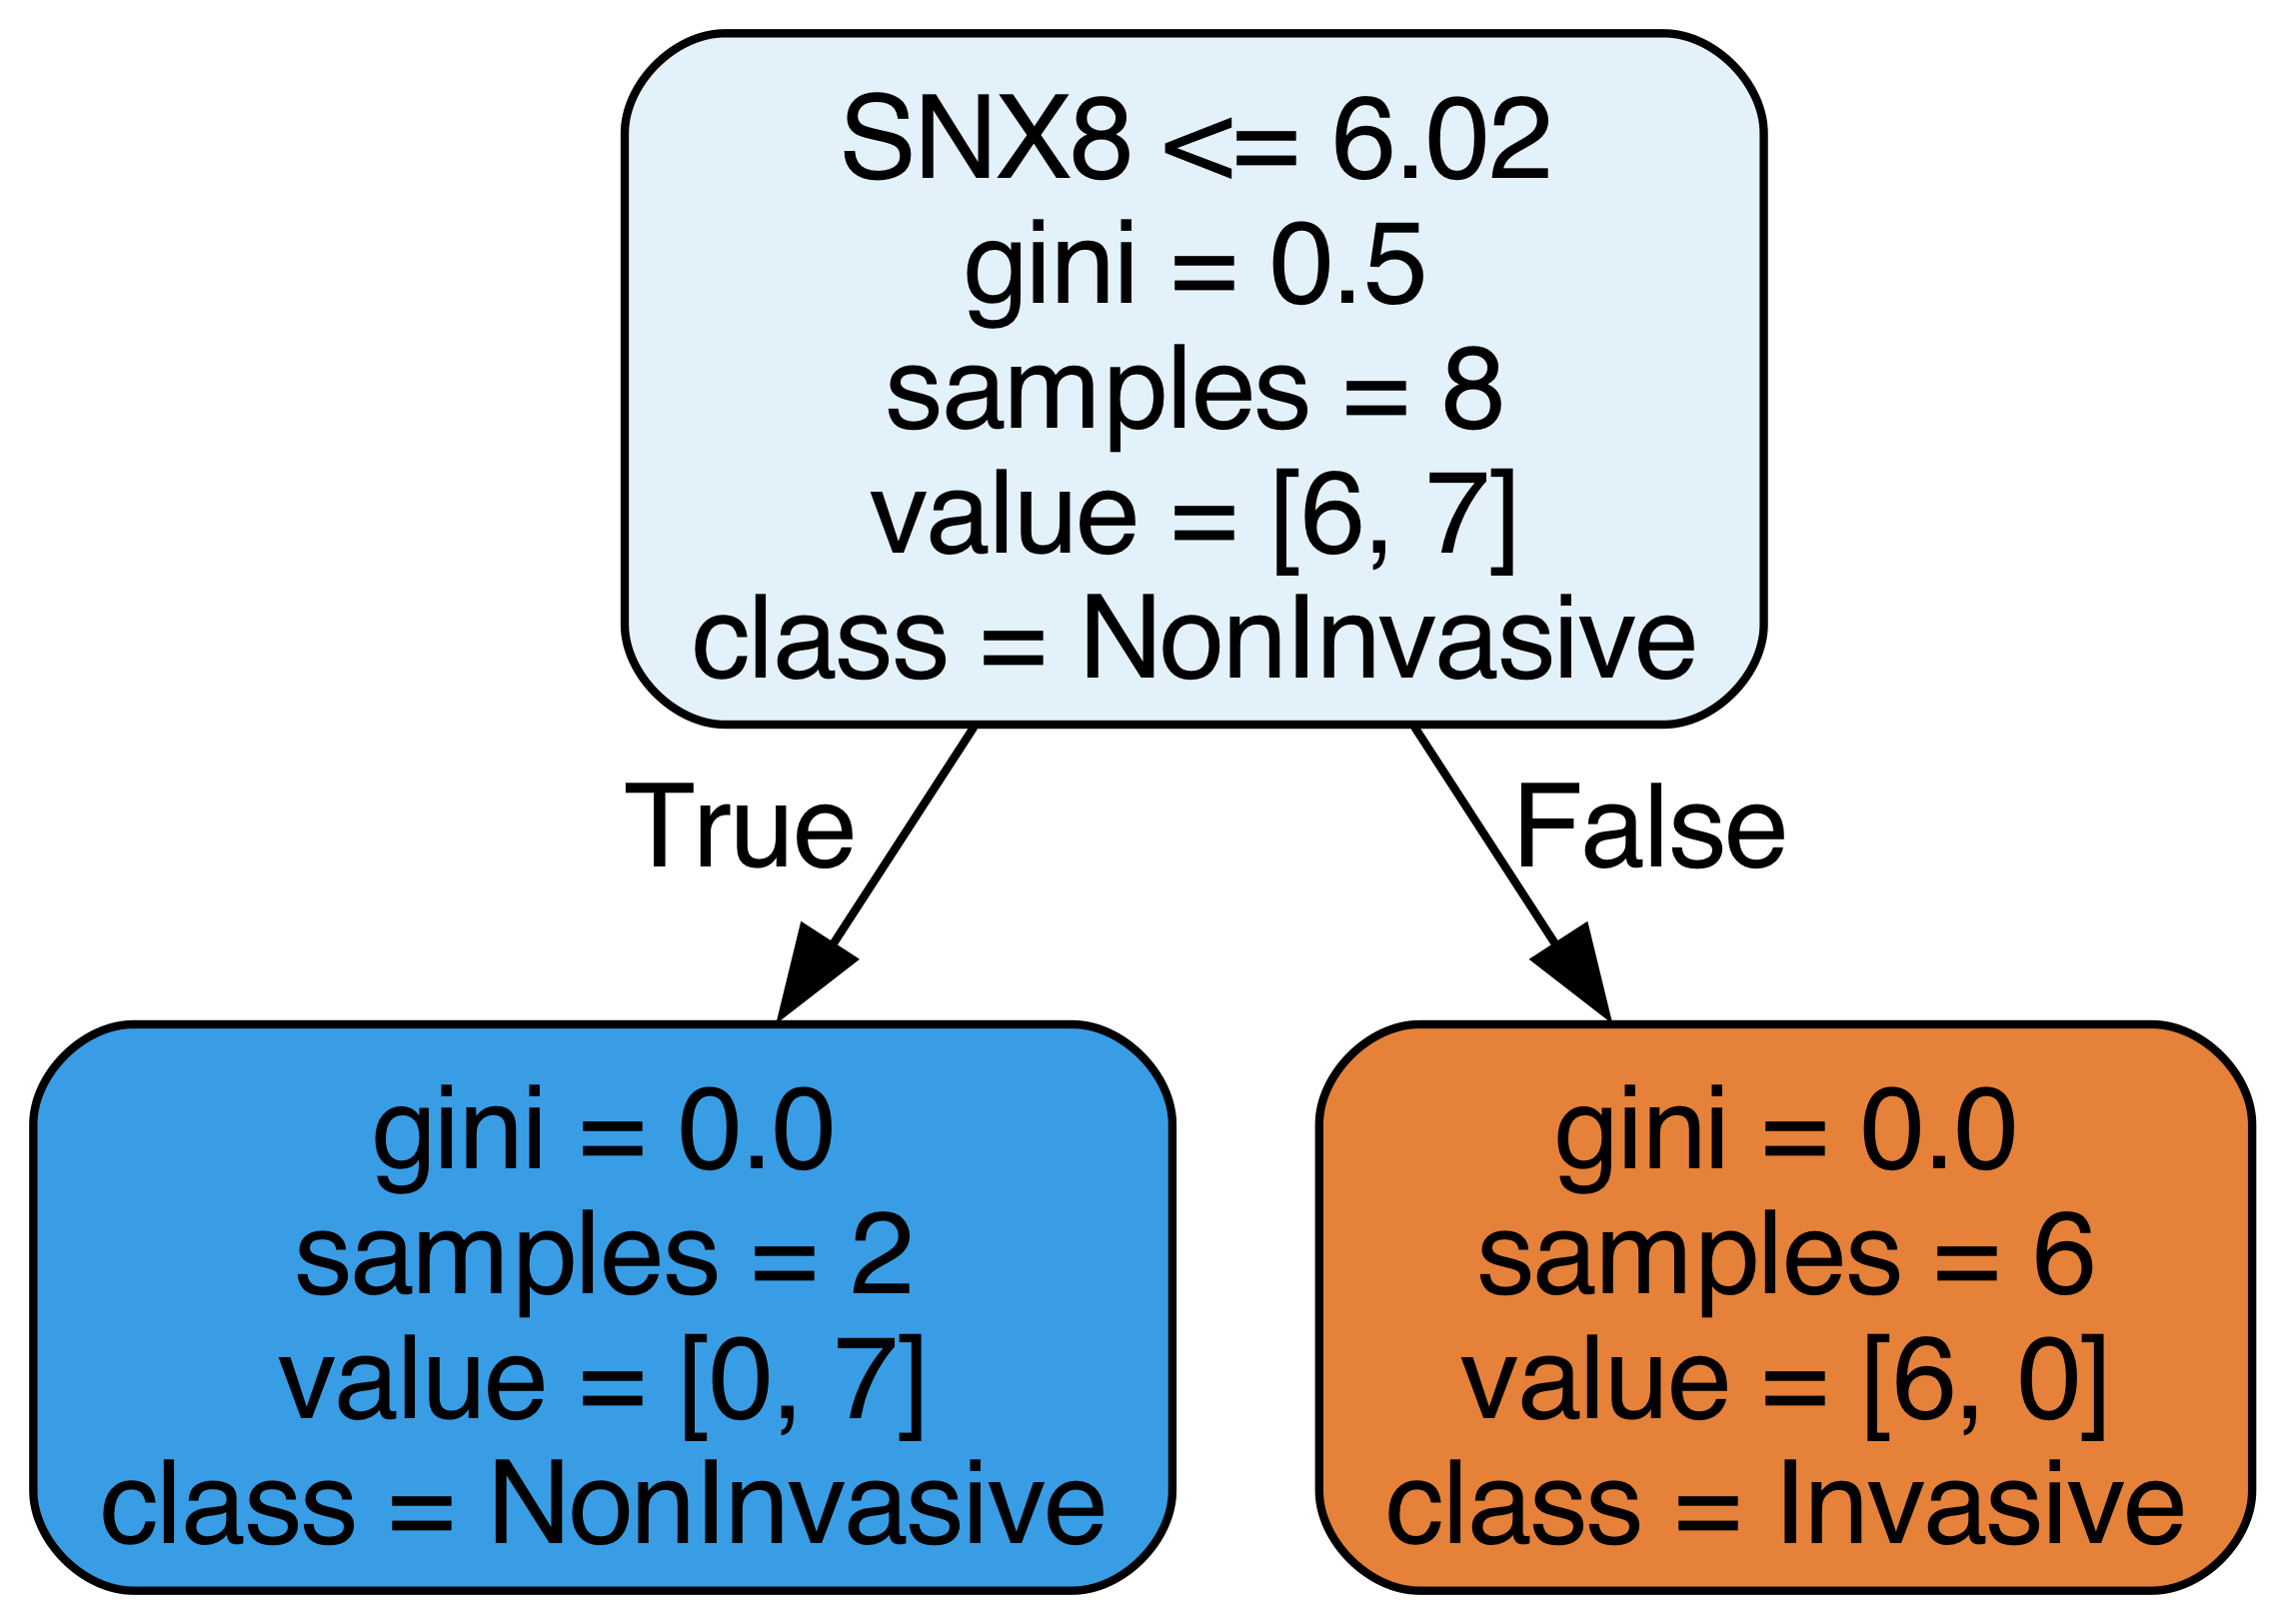 SNX8 <= 6.02
gini = 0.5
samples = 8
value = [6, 7]
class = NonInvasive
True
False
gini = 0.0
samples = 2
value = [0, 7]
class = NonInvasive
gini = 0.0
samples = 6
value = [6, 0]
class = Invasive